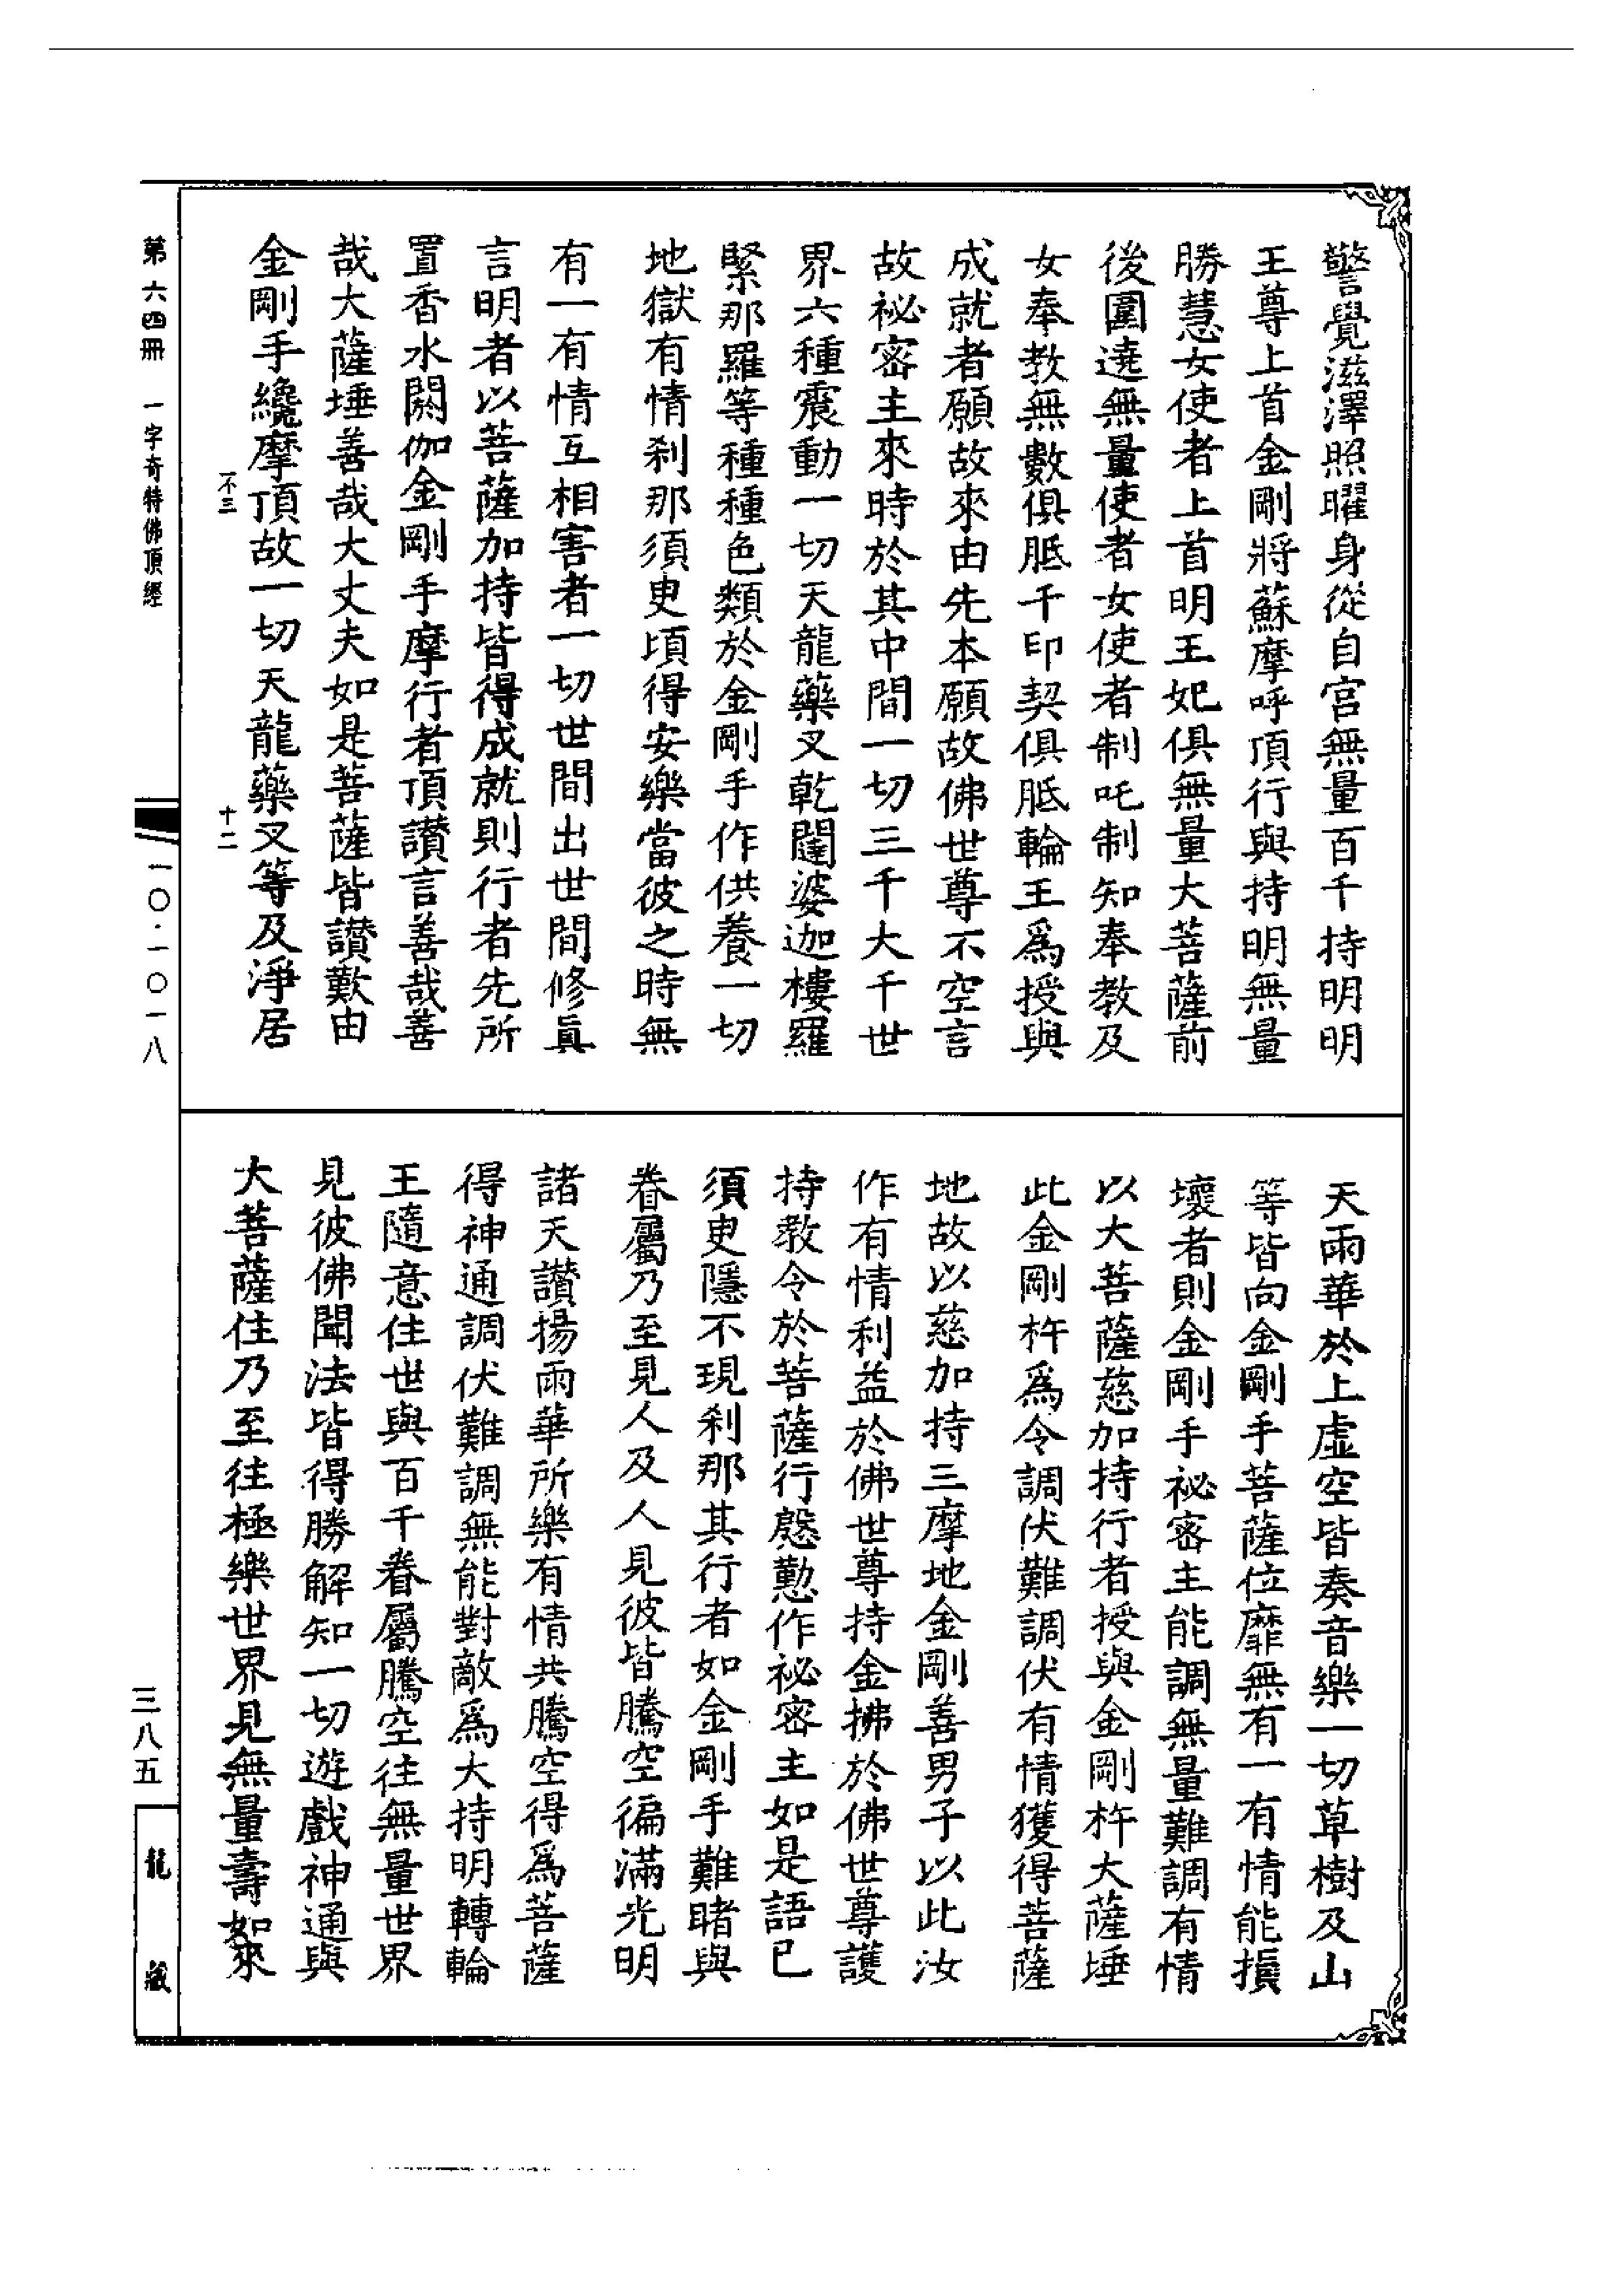 警覺滋澤照曜身從自宮無量百千持明明
王尊上首金剛將蘇摩呼頂行與持明無量
勝慧女使者上首明王妃俱無量大菩薩前
後圍遶無量使者女使者制吒制知奉教及
女奉教無數俱胝千印契俱胝輪王為授與
成就者願故來由先本願故佛世尊不空言
故祕密主來時於其中間一切三千大千世
界六種震動一切天龍藥叉乾闥婆迦樓羅
緊那羅等種種色類於金剛手作供養一切
地獄有情剎那須臾頃得安樂當彼之時無
有一有情互相害者一切世間出世間修真
言明者以菩薩加持皆得成就則行者先所
置香水閼伽金剛手摩行者頂讚言善哉善
哉大薩埵善哉大丈夫如是菩薩皆讚歎由
金剛手纔摩頂故一切天龍藥叉等及淨居
天雨華於上虛空皆奏音樂一切草樹及山
等皆向金剛手菩薩位靡無有一有情能損
壞者則金剛手祕密主能調無量難調有情
以大菩薩慈加持行者授與金剛杵大薩埵
此金剛杵為令調伏難調伏有情獲得菩薩
地故以慈加持三摩地金剛善男子以此汝
作有情利益於佛世尊持金拂於佛世尊護
持教令於菩薩行慇懃作祕密主如是語已
須臾隱不現剎那其行者如金剛手難睹與
眷屬乃至見人及人見彼皆騰空徧滿光明
諸天讚揚雨華所樂有情共騰空得為菩薩
得神通調伏難調無能對敵為大持明轉輪
王隨意住世與百千眷屬騰空往無量世界
見彼佛聞法皆得勝解知一切遊戲神通與
大菩薩住乃至往極樂世界見無量壽如來
一不三
十二
第六四冊 一字奇特佛頂經
一〇·一〇一八
三八五
龍藏